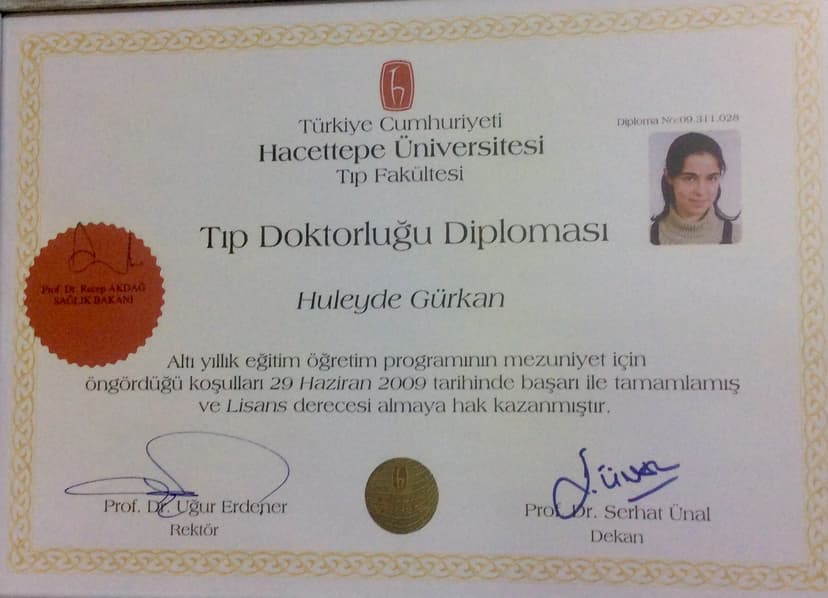 Türkiye Cumhuriyeti
Hacettepe Üniversitesi
Tıp Fakültesi
Diploma No:09.311.028
Tıp Doktorluğu Diploması
Prof. Dr. Recep AKDAĞ
SAĞLIK BAKANI
Huleyde Gürkan
Altı yıllık eğitim öğretim programının mezuniyet için
öngördüğü koşulları 29 Haziran 2009 tarihinde başarı ile tamamlamış
ve Lisans derecesi almaya hak kazanmıştır.
Prof. Dr. Uğur Erdener
Rektör
S. ÜNAL
Prof. Dr. Serhat Ünal
Dekan